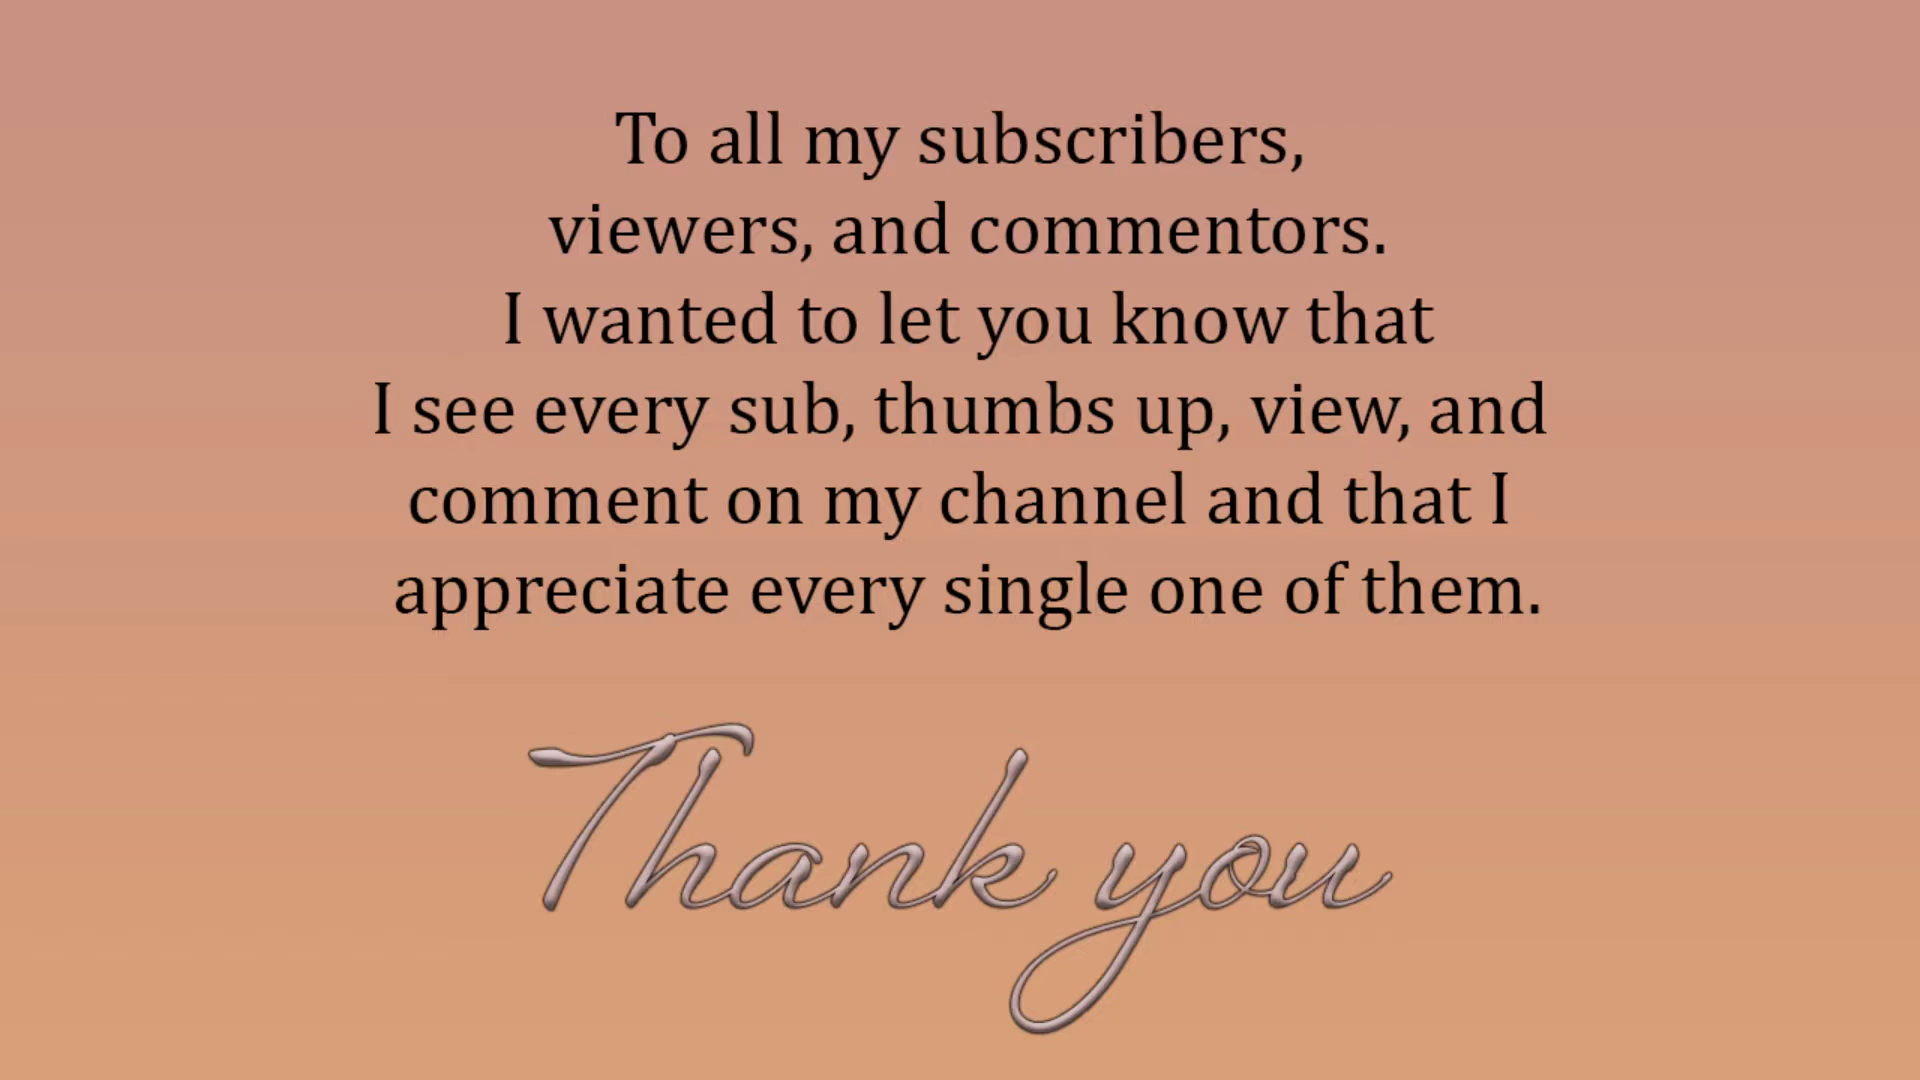 To all my subscribers,
viewers, and commentors.
I wanted to let you know that
I see every sub, thumbs up, view, and
comment on my channel and that I
appreciate every single one of them.
Thank you